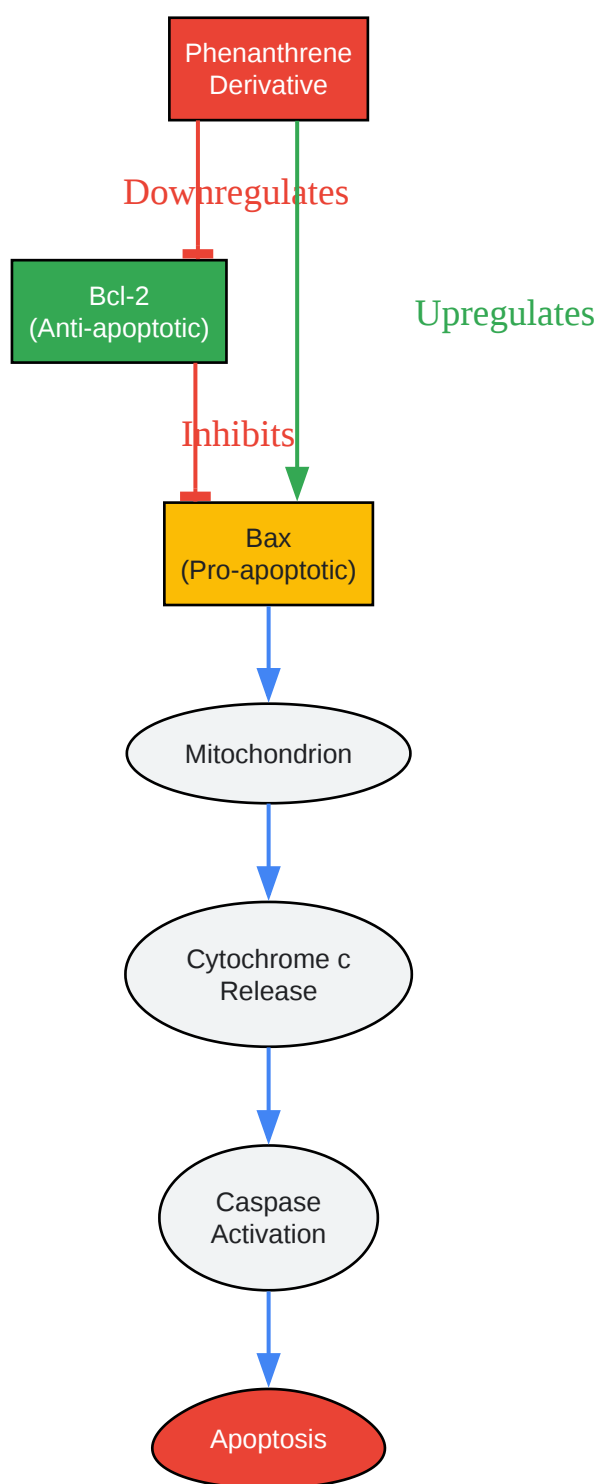 Phenanthrene
Derivative
Downregulates
Bcl-2
(Anti-apoptotic)
Upregulates
Inhibits
Bax
(Pro-apoptotic)
Mitochondrion
Cytochrome c
Release
Caspase
Activation
Apoptosis